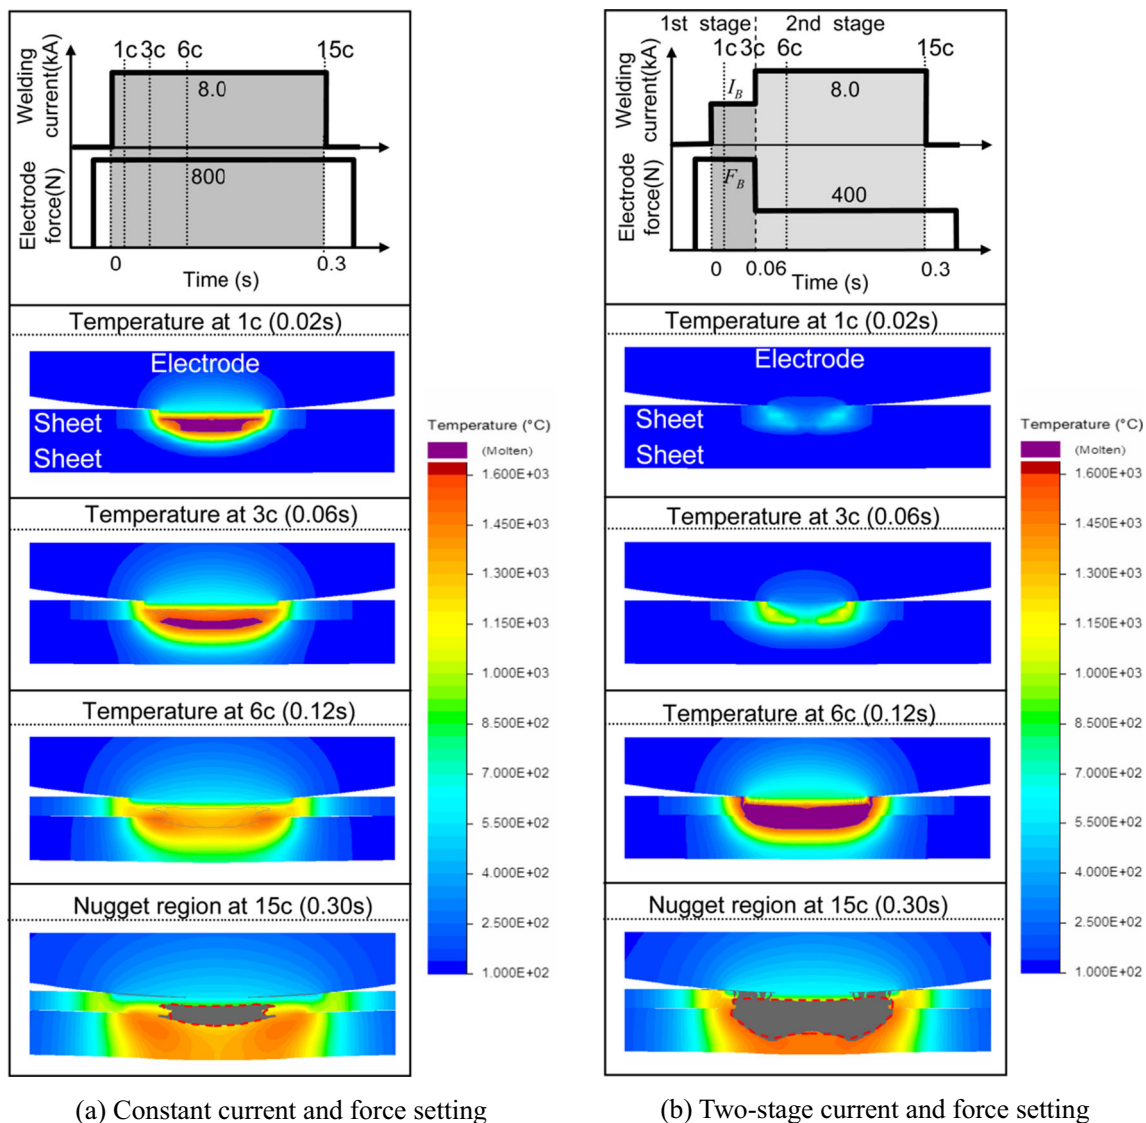 Welding
current(kA)
1c 3c 6c 15c
8.0
Electrode
force(N)
800
0 0.3
Time (s)
Temperature at 1c (0.02s)
Electrode
Sheet
Sheet
Temperature at 3c (0.06s)
Temperature at 6c (0.12s)
Nugget region at 15c (0.30s)
Temperature (°C)
(Molten)
1.600E+03
1.450E+03
1.300E+03
1.150E+03
1.000E+03
8.500E+02
7.000E+02
5.500E+02
4.000E+02
2.500E+02
1.000E+02
(a) Constant current and force setting
1st stage 2nd stage
1c 3c 6c 15c
Welding
current(kA)
I_B 8.0
Electrode
force(N)
F_B 400
0 0.06 0.3
Time (s)
Temperature at 1c (0.02s)
Electrode
Sheet
Sheet
Temperature at 3c (0.06s)
Temperature at 6c (0.12s)
Nugget region at 15c (0.30s)
Temperature (°C)
(Molten)
1.600E+03
1.450E+03
1.300E+03
1.150E+03
1.000E+03
8.500E+02
7.000E+02
5.500E+02
4.000E+02
2.500E+02
1.000E+02
(b) Two-stage current and force setting